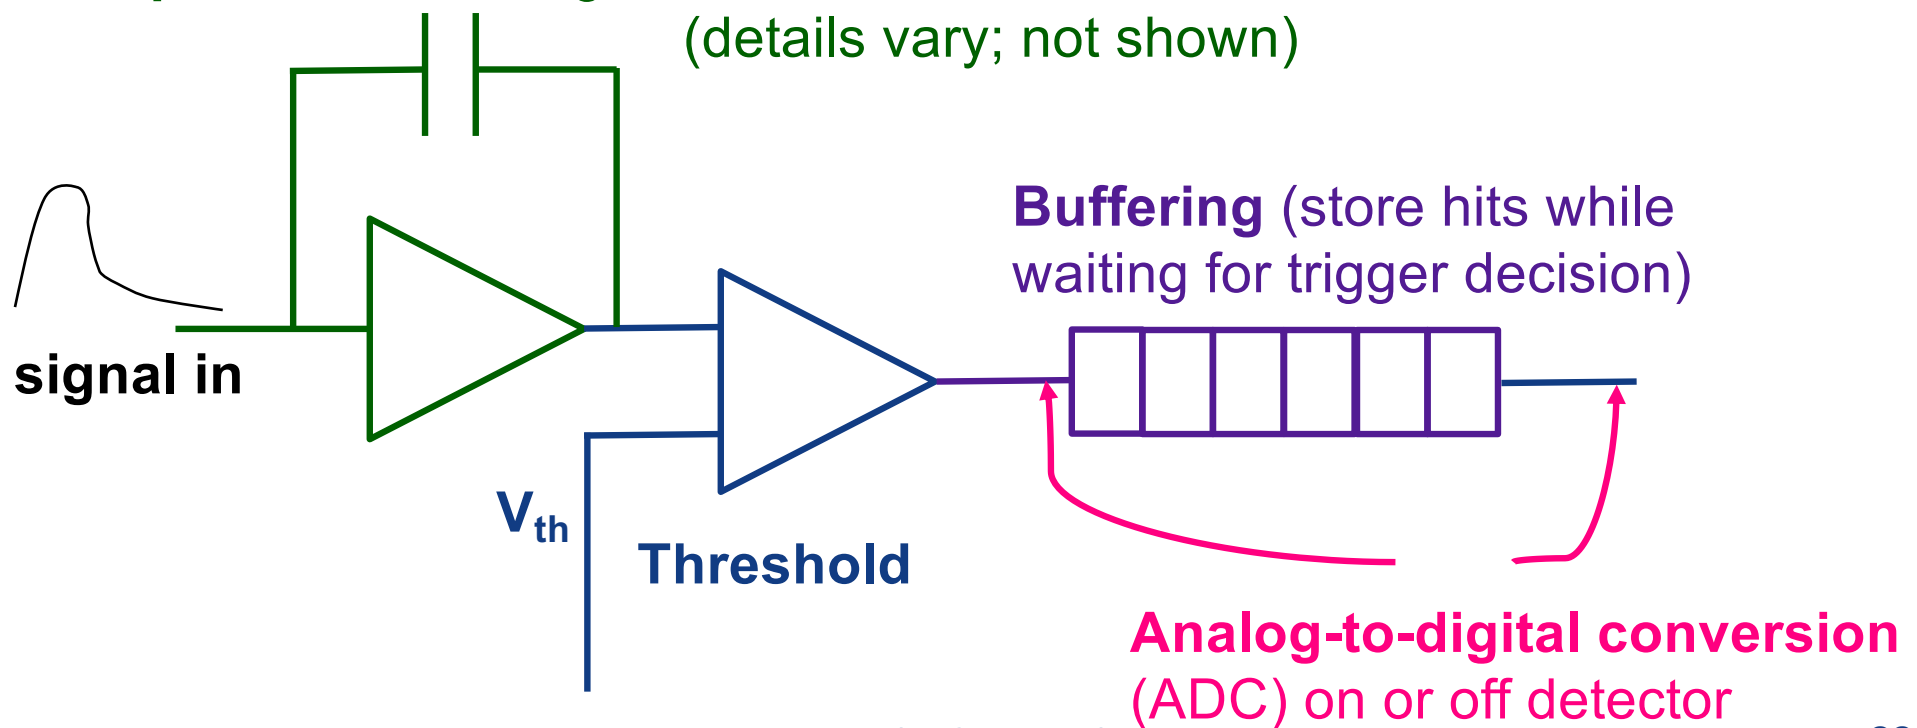 (details vary; not shown)
Buffering (store hits while
waiting for trigger decision)
signal in
Vth
Threshold
Analog-to-digital conversion
(ADC) on or off detector